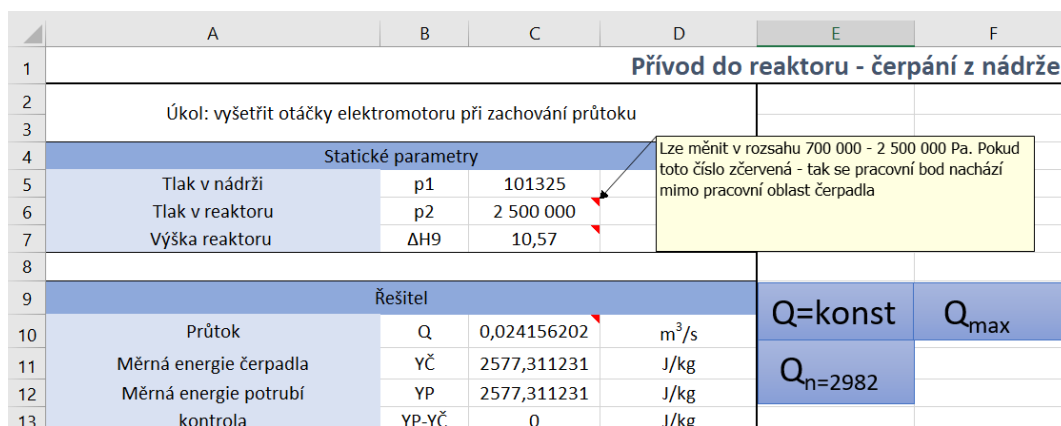 A B C D E F
1 Přívod do reaktoru - čerpání z nádrže
2
3 Úkol: vyšetřit otáčky elektromotoru při zachování průtoku
4 Statické parametry
5 Tlak v nádrži p1 101325
6 Tlak v reaktoru p2 2 500 000
7 Výška reaktoru ΔH9 10,57
Lze měnit v rozsahu 700 000 - 2 500 000 Pa. Pokud
toto číslo zčervená - tak se pracovní bod nachází
mimo pracovní oblast čerpadla
8
9 Řešitel
10 Průtok Q 0,024156202 m³/s
Q=konst Qmax
11 Měrná energie čerpadla YČ 2577,311231 J/kg
12 Měrná energie potrubí YP 2577,311231 J/kg
Qn=2982
13 kontrola YP-YČ 0 J/kg